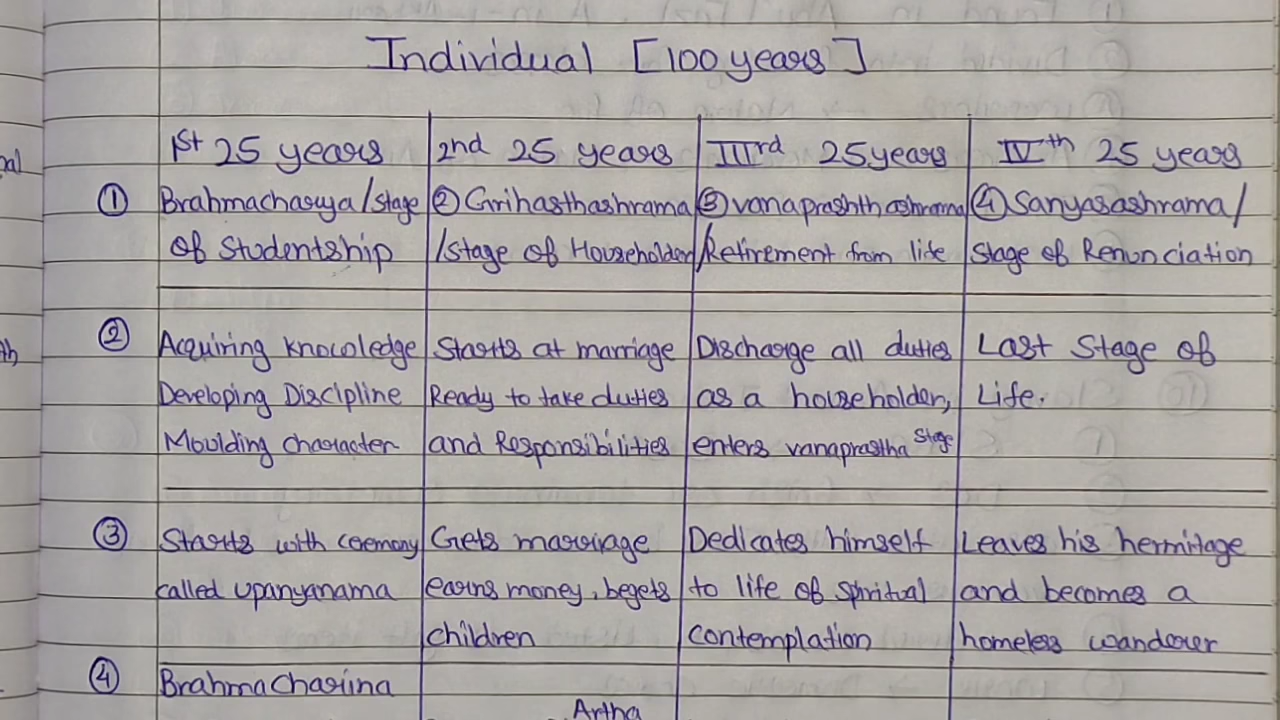 Individual [100 years]
1st 25 years 2nd 25 years IIIrd 25 years IVth 25 years
① Brahmacharya/Stage ② Grihasthashrama ③ vanaprashthashrama ④ Sanyasashrama/
of Studentship /stage of Householder /Retirement from life Stage of Renunciation
② Acquiring knowledge Starts at marriage Discharge all duties Last Stage of
Developing Discipline Ready to take duties as a householder, Life.
Moulding character and Responsibilities enters vanaprastha stage
③ Starts with ceremony Gets marriage Dedicates himself Leaves his hermitage
called upanyanama earns money, begets to life of Spiritual and becomes a
children contemplation homeless wanderer
④ BrahmaChariina
Artha